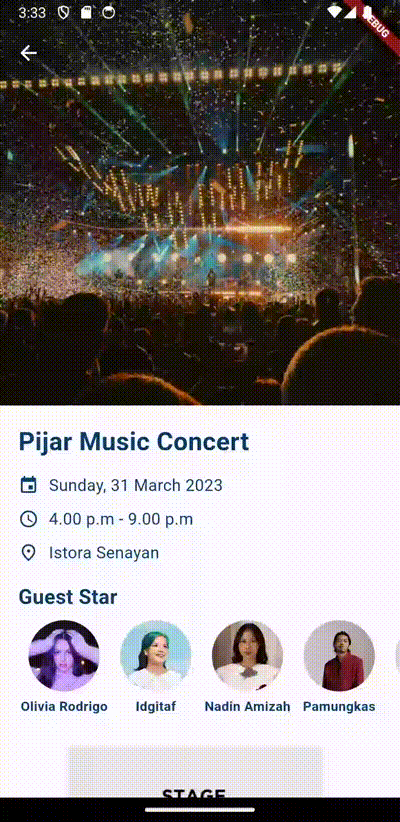 3:33
DEBUG
Pijar Music Concert
Sunday, 31 March 2023
4.00 p.m - 9.00 p.m
Istora Senayan
Guest Star
Olivia Rodrigo
Idgitaf
Nadin Amizah
Pamungkas
STAGE